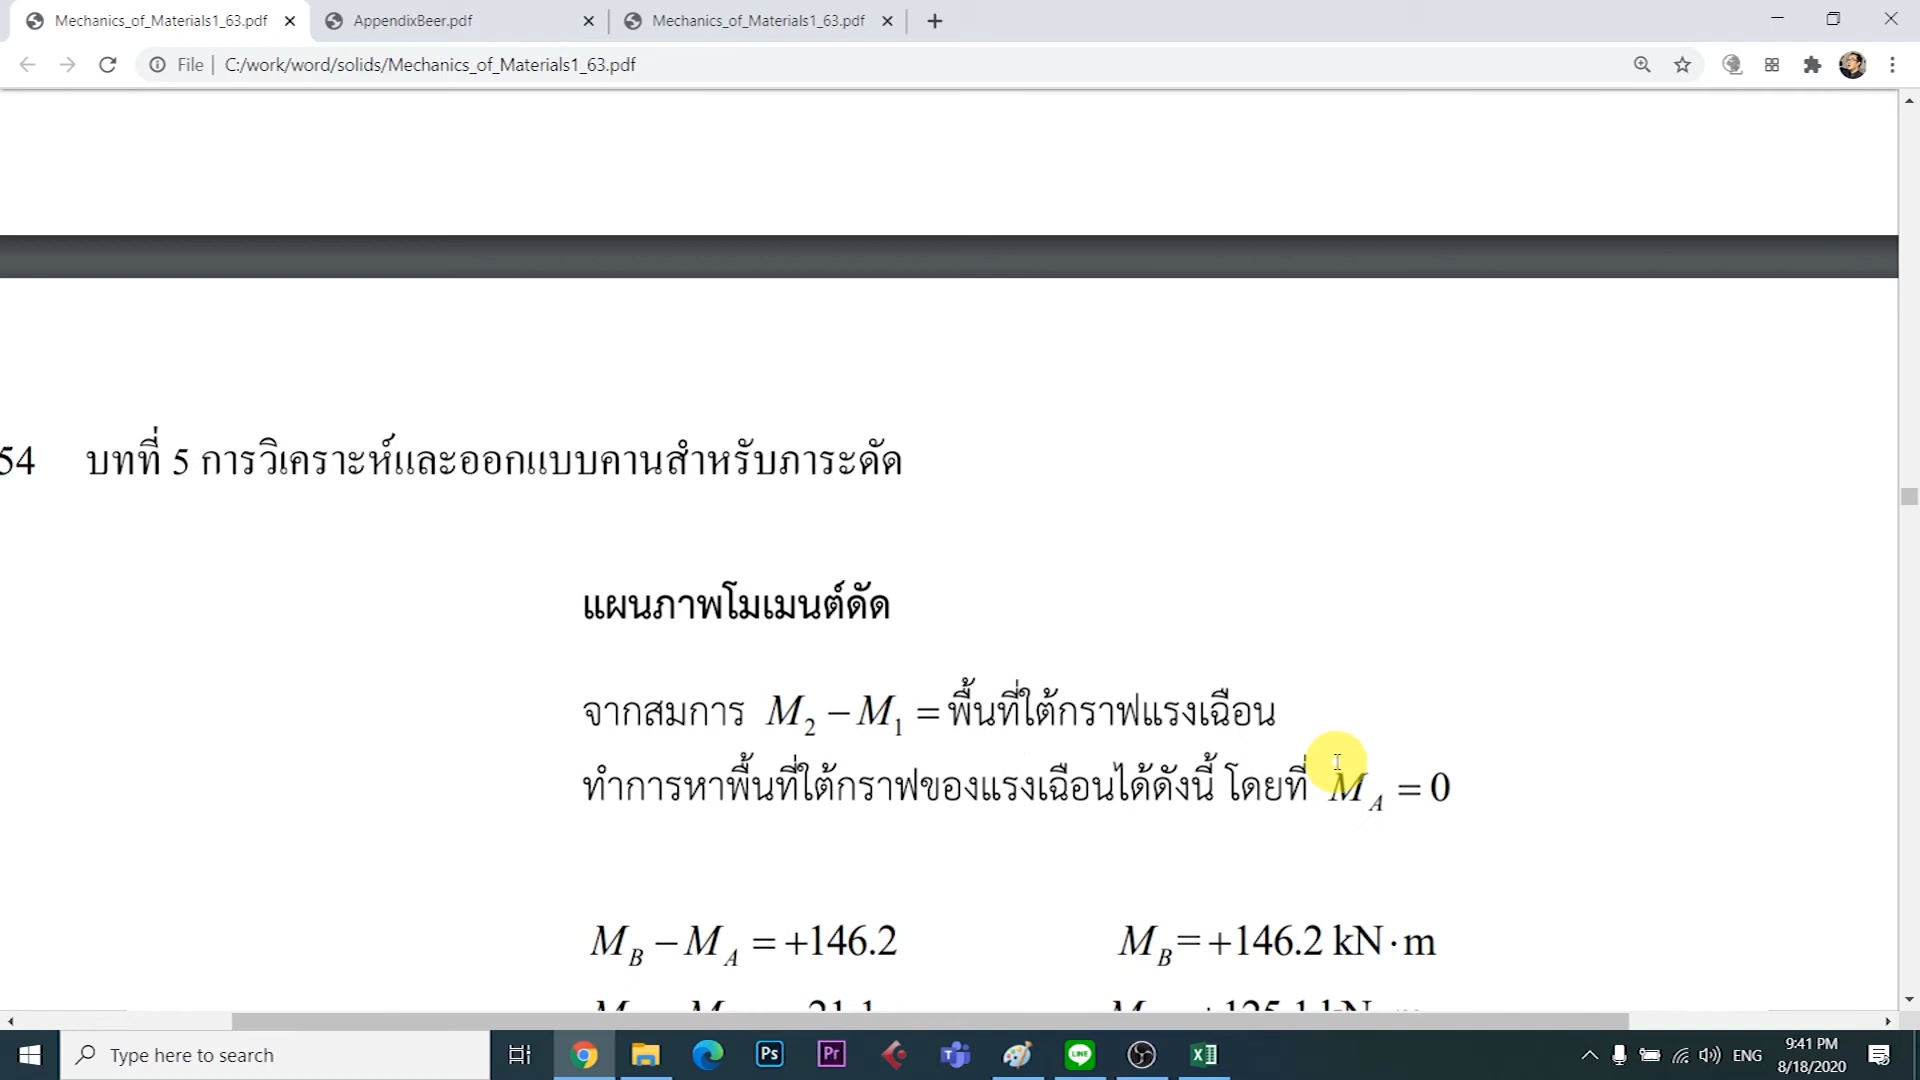 Mechanics_of_Materials1_63.pdf
AppendixBeer.pdf
Mechanics_of_Materials1_63.pdf
File | C:/work/word/solids/Mechanics_of_Materials1_63.pdf
54 บทที่ 5 การวิเคราะห์และออกแบบคานสำหรับภาระดัด
แผนภาพโมเมนต์ดัด
จากสมการ M₂ − M₁ = พื้นที่ใต้กราฟแรงเฉือน
ทำการหาพื้นที่ใต้กราฟของแรงเฉือนได้ดังนี้ โดยที่ M_A = 0
M_B − M_A = +146.2 M_B = +146.2 kN·m
Type here to search
Ps
Pr
LINE
ENG
9:41 PM
8/18/2020